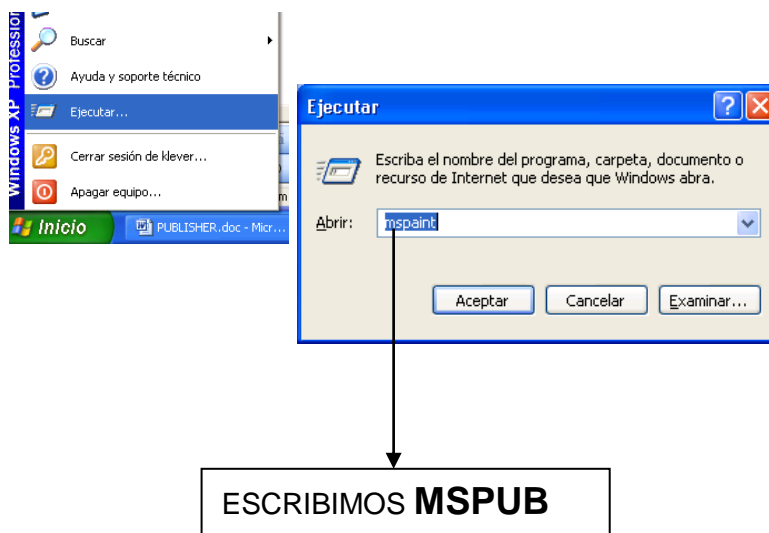 Windows XP Profession
Buscar
Ayuda y soporte técnico
Ejecutar...
Cerrar sesión de klever...
Apagar equipo...
Inicio
PUBLISHER.doc - Micr...
Ejecutar
Escriba el nombre del programa, carpeta, documento o
recurso de Internet que desea que Windows abra.
Abrir:
mspaint
Aceptar
Cancelar
Examinar...
ESCRIBIMOS MSPUB